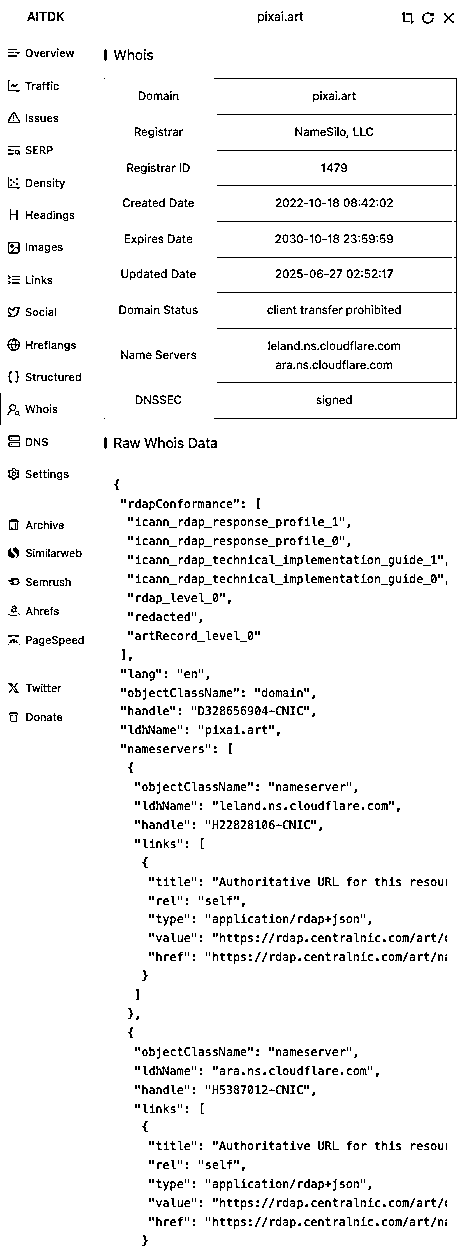 AITDK
pixai.art
Overview
Traffic
Issues
SERP
Density
Headings
Images
Links
Social
Hreflangs
Structured
Whois
DNS
Settings
Archive
Similarweb
Semrush
Ahrefs
PageSpeed
Twitter
Donate
Whois
Domain pixai.art
Registrar NameSilo, LLC
Registrar ID 1479
Created Date 2022-10-18 08:42:02
Expires Date 2030-10-18 23:59:59
Updated Date 2025-06-27 02:52:17
Domain Status client transfer prohibited
Name Servers leland.ns.cloudflare.com
ara.ns.cloudflare.com
DNSSEC signed
Raw Whois Data
{
"rdapConformance": [
"icann_rdap_response_profile_1",
"icann_rdap_response_profile_0",
"icann_rdap_technical_implementation_guide_1",
"icann_rdap_technical_implementation_guide_0",
"rdap_level_0",
"redacted",
"artRecord_level_0"
],
"lang": "en",
"objectClassName": "domain",
"handle": "D328656904-CNIC",
"ldhName": "pixai.art",
"nameservers": [
{
"objectClassName": "nameserver",
"ldhName": "leland.ns.cloudflare.com",
"handle": "H22828106-CNIC",
"links": [
{
"title": "Authoritative URL for this resou
"rel": "self",
"type": "application/rdap+json",
"value": "https://rdap.centralnic.com/art/
"href": "https://rdap.centralnic.com/art/na
}
]
},
{
"objectClassName": "nameserver",
"ldhName": "ara.ns.cloudflare.com",
"handle": "H5387012-CNIC",
"links": [
{
"title": "Authoritative URL for this resou
"rel": "self",
"type": "application/rdap+json",
"value": "https://rdap.centralnic.com/art/
"href": "https://rdap.centralnic.com/art/na
}